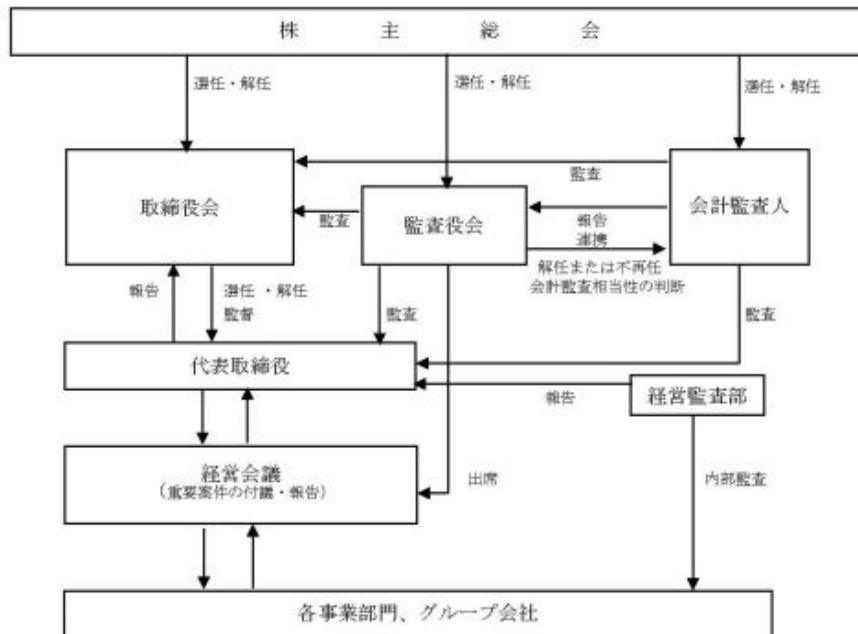 株主総会
選任・解任
選任・解任
選任・解任
取締役会
監査
会計監査人
監査
監査役会
報告
連携
解任または不再任
会計監査相当性の判断
報告
選任・解任
監督
監査
監査
代表取締役
報告
経営監査部
経営会議
(重要案件の付議・報告)
出席
内部監査
各事業部門、グループ会社